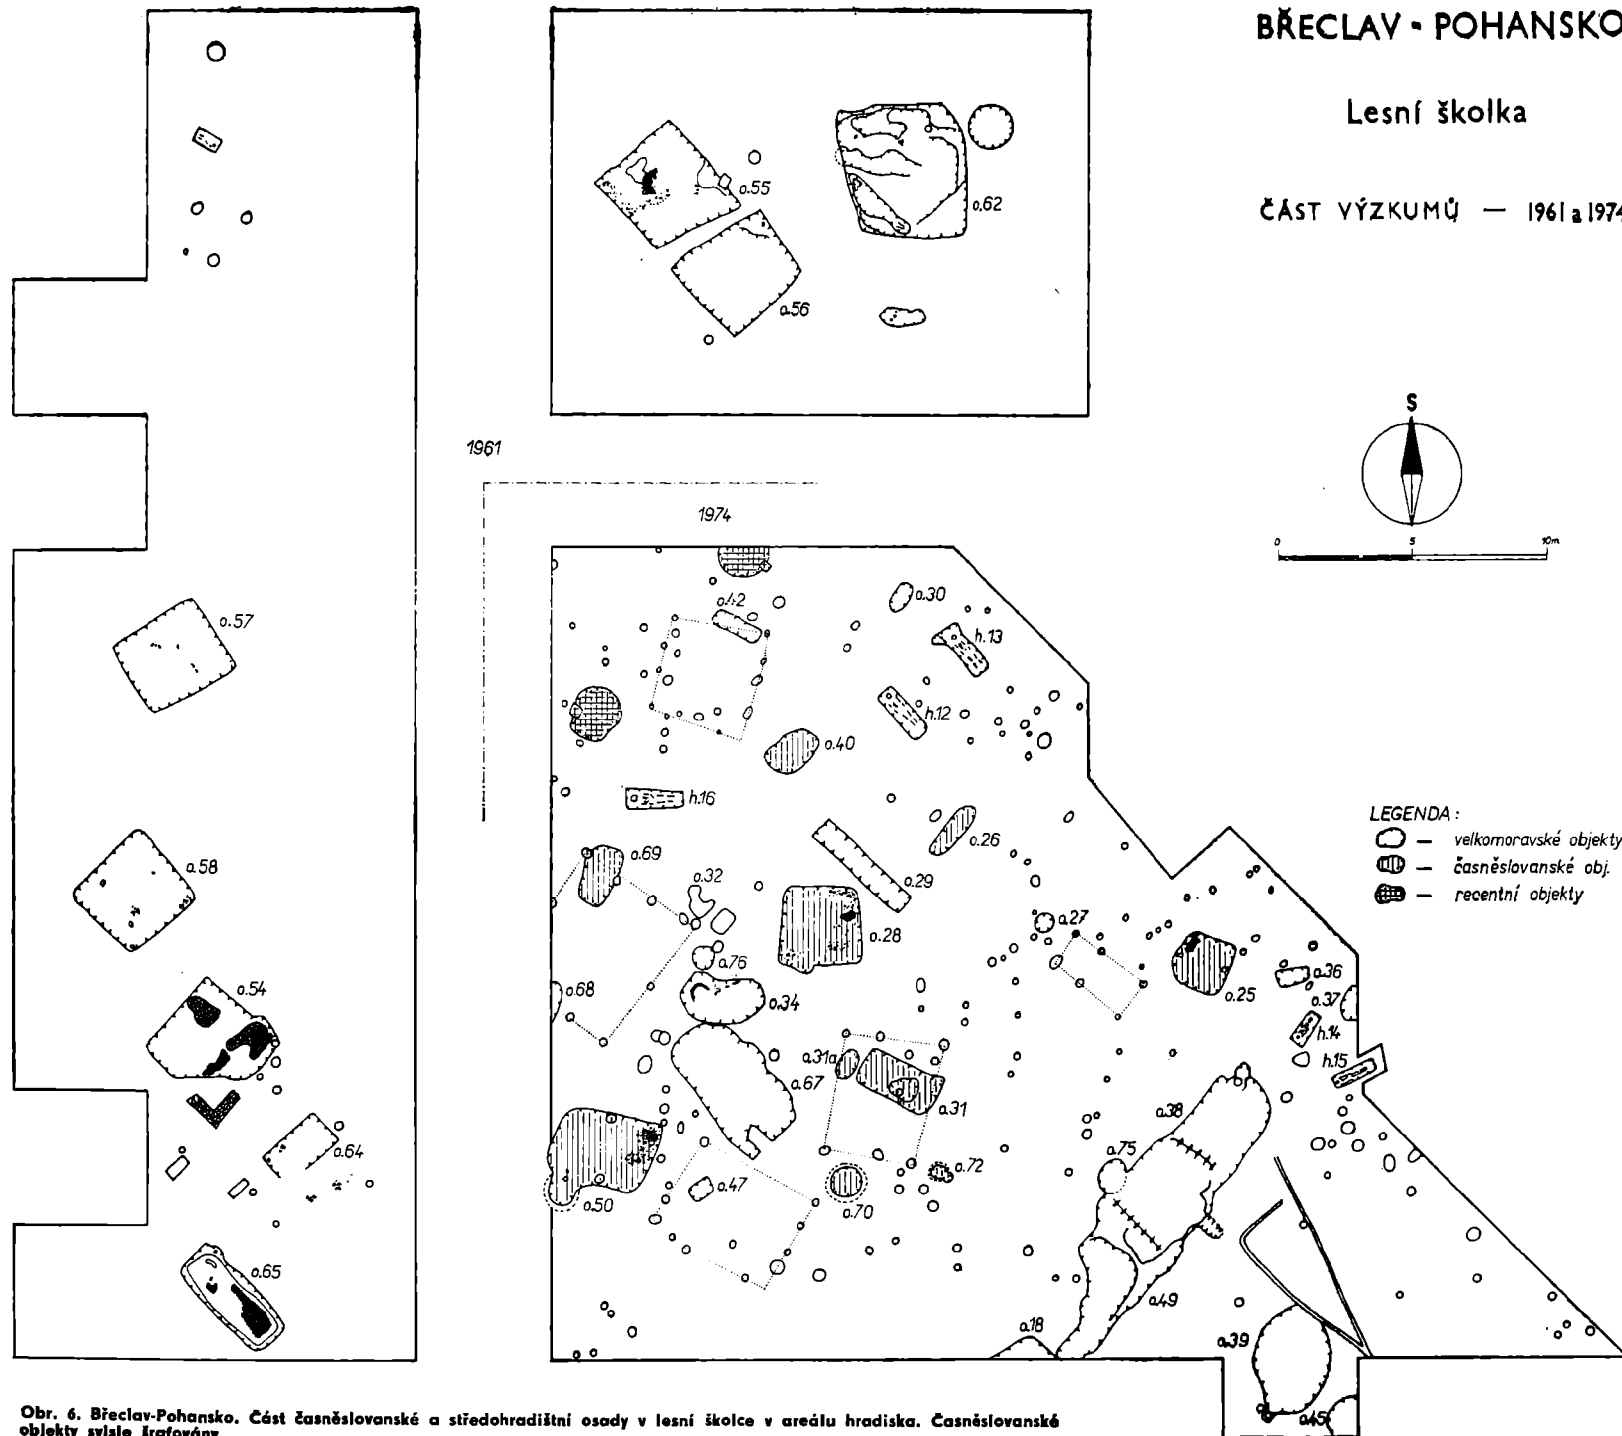 BŘECLAV - POHANSKO
Lesní školka
ČÁST VÝZKUMŮ — 1961 a 1974
o.55
o.62
o.56
1961
1974
S
0 5 10m
o.57
o.42
o.30
h.13
h.12
o.40
h.16
o.26
LEGENDA:
— velkomoravské objekty
— časněslovanské obj.
— recentní objekty
o.58
o.69
o.32
o.29
o.28
o.27
o.76
o.25
o.36
o.54
o.68
o.34
o.37
h.14
o.31a
h.15
o.67
o.31
o.38
o.64
o.75
o.72
o.47
o.50
o.70
o.65
o.49
o.18
o.39
o.45
Obr. 6. Břeclav-Pohansko. Část časněslovanské a středohradištní osady v lesní školce v areálu hradiska. Časněslovanské
objekty svisle šrafovány.